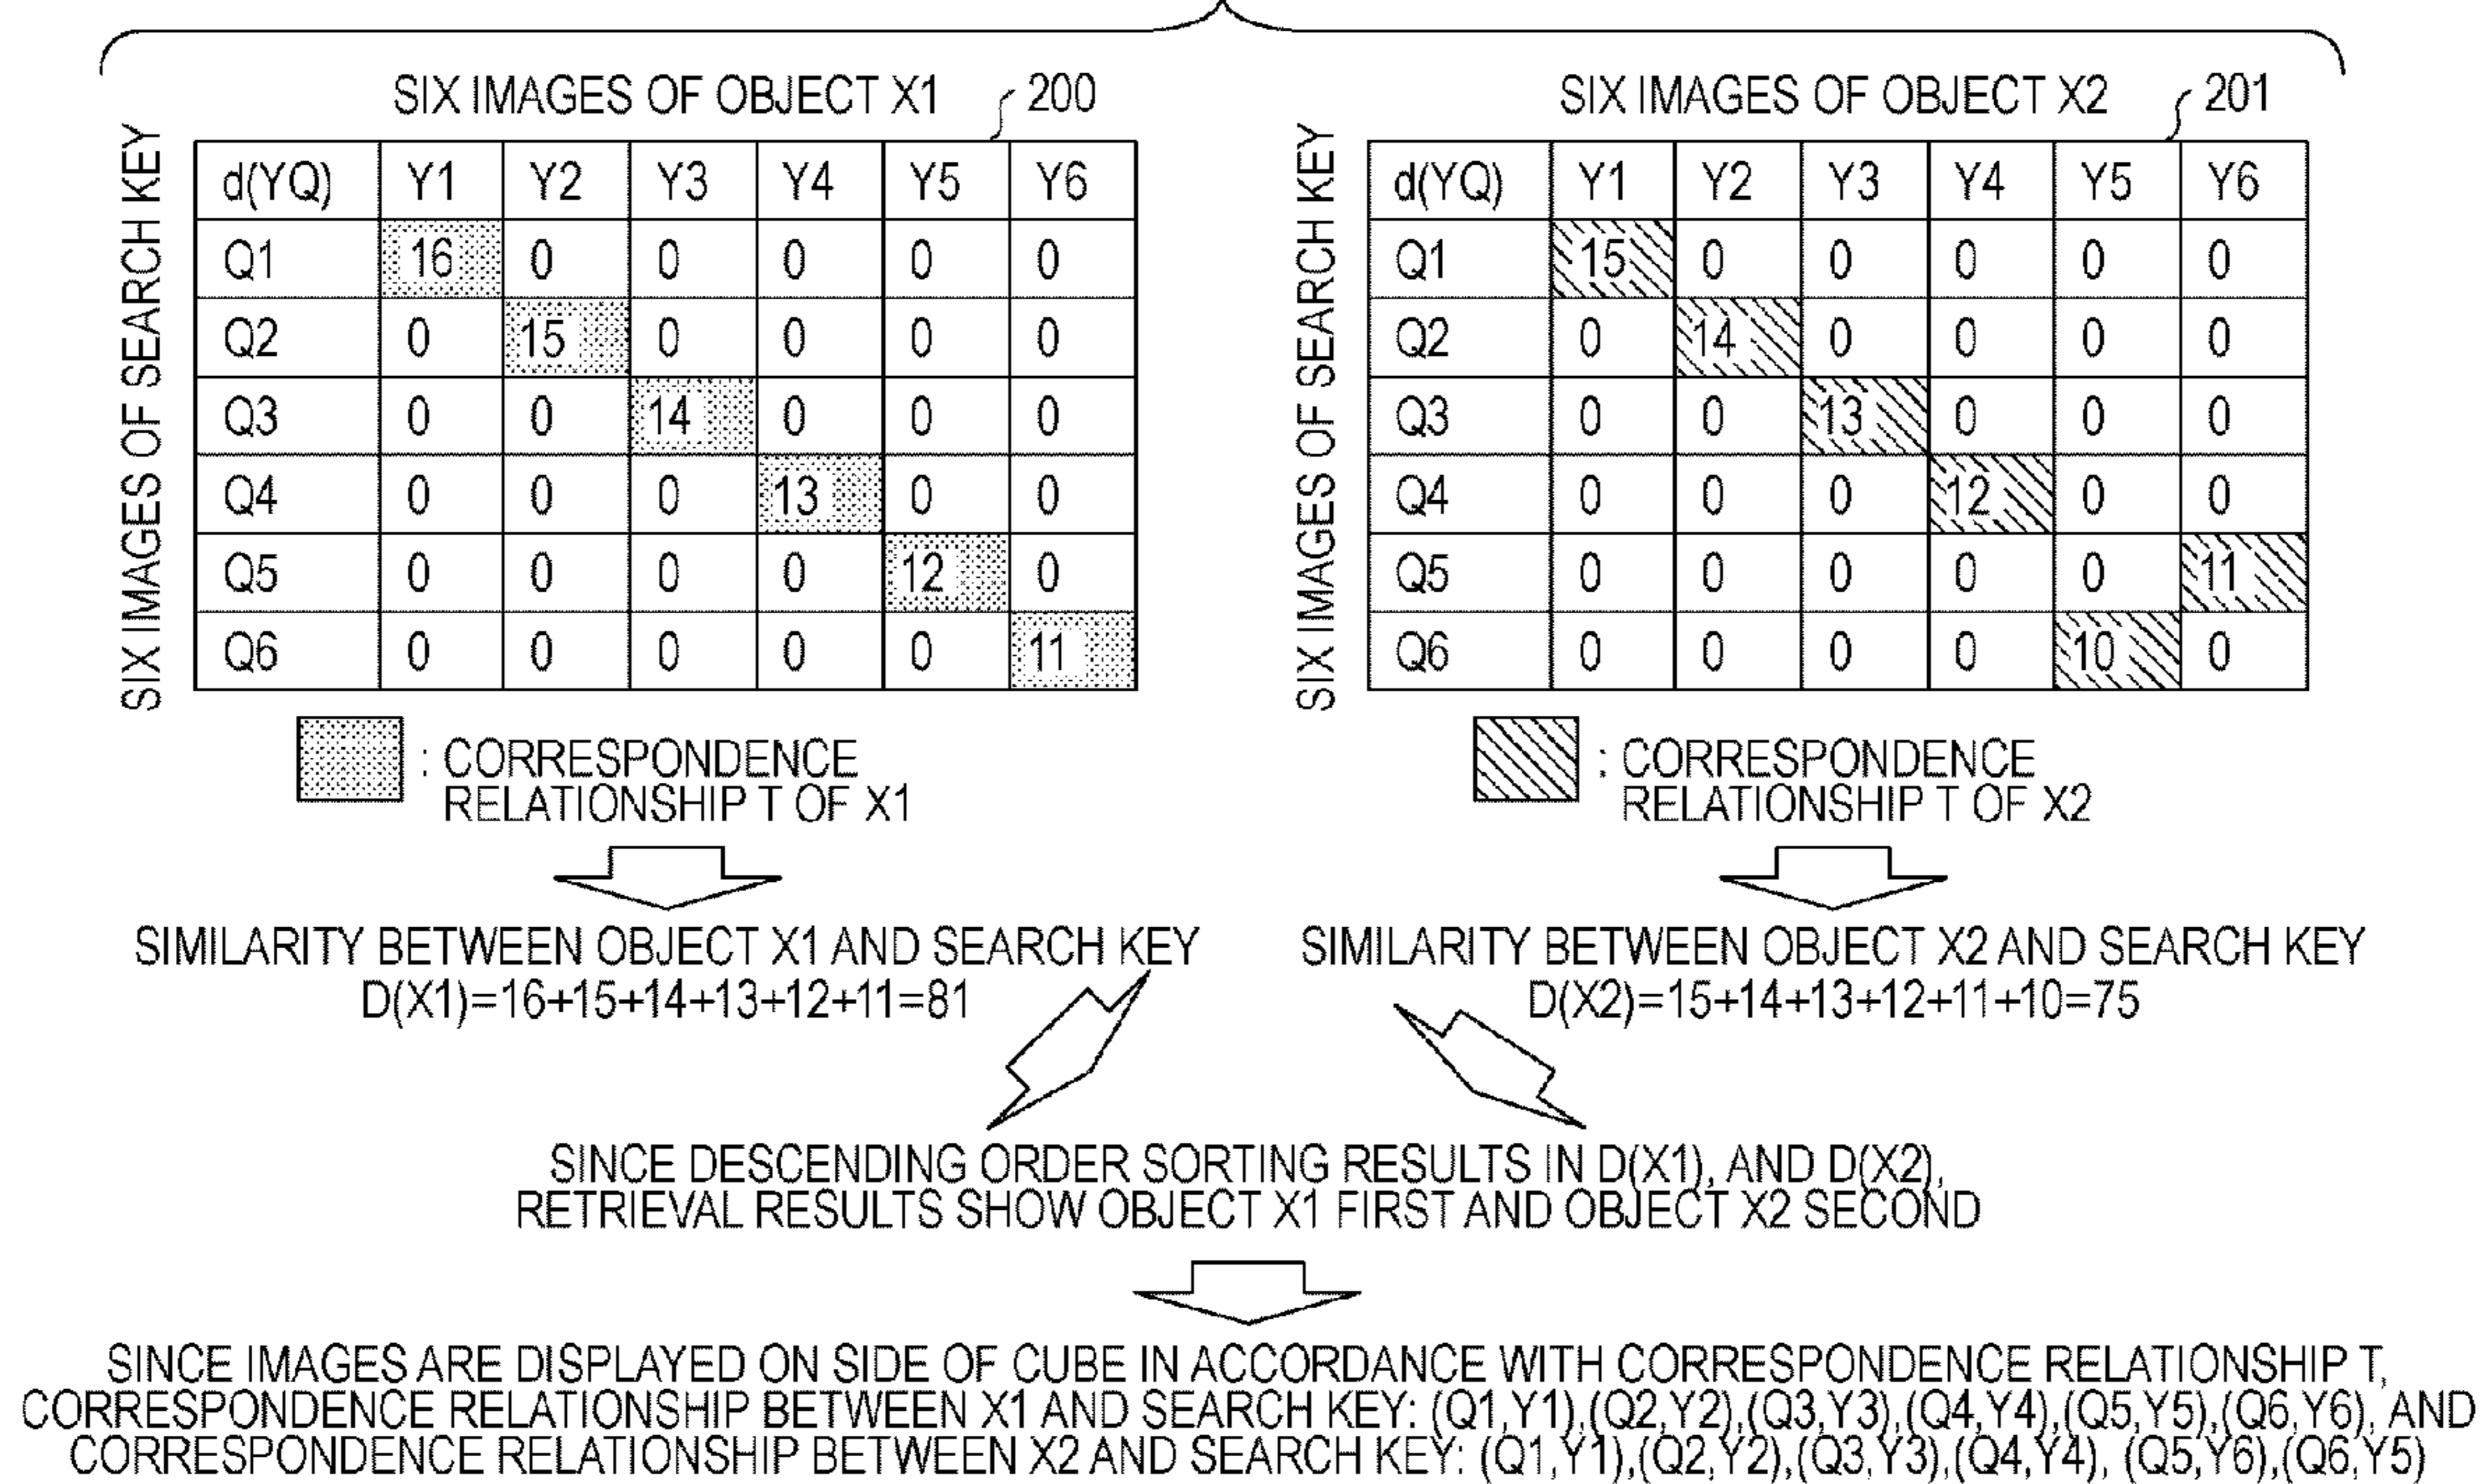 SIX IMAGES OF OBJECT X1
200
SIX IMAGES OF SEARCH KEY
d(YQ) Y1 Y2 Y3 Y4 Y5 Y6
Q1 16 0 0 0 0 0
Q2 0 15 0 0 0 0
Q3 0 0 14 0 0 0
Q4 0 0 0 13 0 0
Q5 0 0 0 0 12 0
Q6 0 0 0 0 0 11
: CORRESPONDENCE
RELATIONSHIP T OF X1
SIMILARITY BETWEEN OBJECT X1 AND SEARCH KEY
D(X1)=16+15+14+13+12+11=81
SIX IMAGES OF OBJECT X2
201
SIX IMAGES OF SEARCH KEY
d(YQ) Y1 Y2 Y3 Y4 Y5 Y6
Q1 15 0 0 0 0 0
Q2 0 14 0 0 0 0
Q3 0 0 13 0 0 0
Q4 0 0 0 12 0 0
Q5 0 0 0 0 0 11
Q6 0 0 0 0 10 0
: CORRESPONDENCE
RELATIONSHIP T OF X2
SIMILARITY BETWEEN OBJECT X2 AND SEARCH KEY
D(X2)=15+14+13+12+11+10=75
SINCE DESCENDING ORDER SORTING RESULTS IN D(X1), AND D(X2),
RETRIEVAL RESULTS SHOW OBJECT X1 FIRST AND OBJECT X2 SECOND
SINCE IMAGES ARE DISPLAYED ON SIDE OF CUBE IN ACCORDANCE WITH CORRESPONDENCE RELATIONSHIP T,
CORRESPONDENCE RELATIONSHIP BETWEEN X1 AND SEARCH KEY: (Q1,Y1),(Q2,Y2),(Q3,Y3),(Q4,Y4),(Q5,Y5),(Q6,Y6), AND
CORRESPONDENCE RELATIONSHIP BETWEEN X2 AND SEARCH KEY: (Q1,Y1),(Q2,Y2),(Q3,Y3),(Q4,Y4), (Q5,Y6),(Q6,Y5)